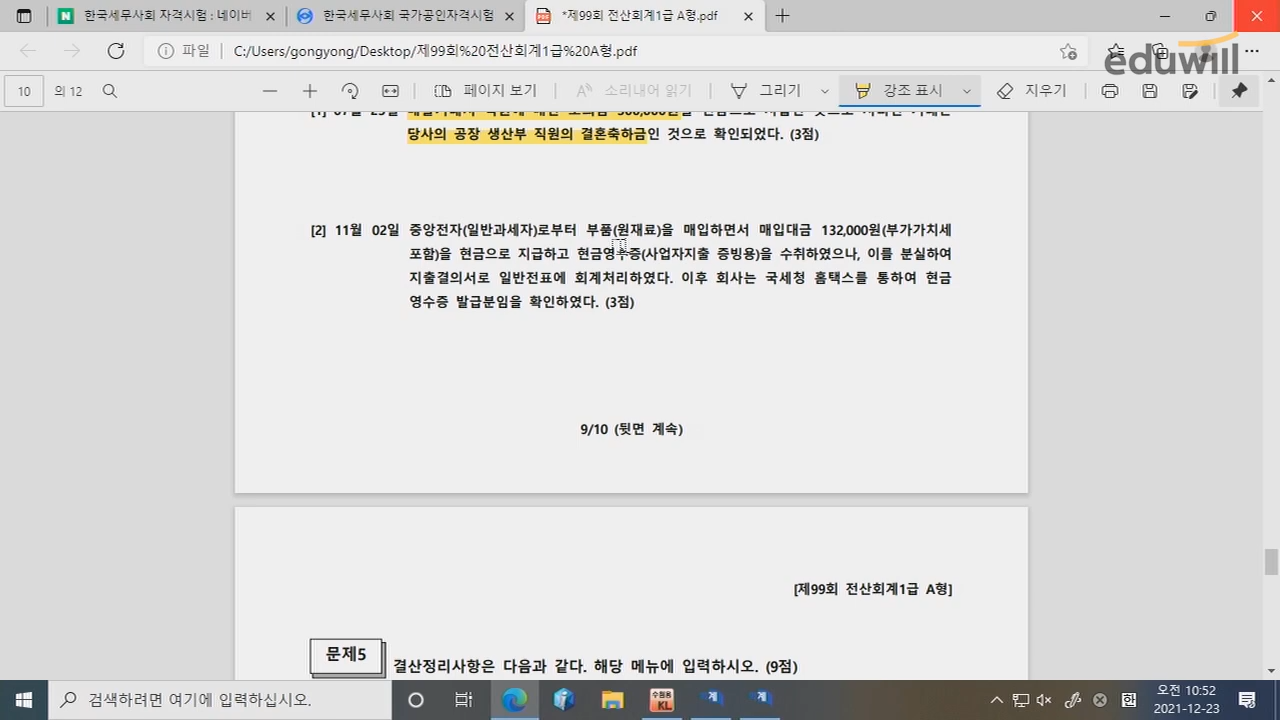 한국세무사회 자격시험 : 네이버
한국세무사회 국가공인자격시험
*제99회 전산회계1급 A형.pdf
파일 C:/Users/gongyong/Desktop/제99회%20전산회계1급%20A형.pdf
eduwill
10 의 12
페이지 보기
소리내어 읽기
그리기
강조 표시
지우기
당사의 공장 생산부 직원의 결혼축하금인 것으로 확인되었다. (3점)
[2] 11월 02일 중앙전자(일반과세자)로부터 부품(원재료)을 매입하면서 매입대금 132,000원(부가가치세
포함)을 현금으로 지급하고 현금영수증(사업자지출 증빙용)을 수취하였으나, 이를 분실하여
지출결의서로 일반전표에 회계처리하였다. 이후 회사는 국세청 홈택스를 통하여 현금
영수증 발급분임을 확인하였다. (3점)
9/10 (뒷면 계속)
[제99회 전산회계1급 A형]
문제5 결산정리사항은 다음과 같다. 해당 메뉴에 입력하시오. (9점)
검색하려면 여기에 입력하십시오.
수험용
KL
한
오전 10:52
2021-12-23